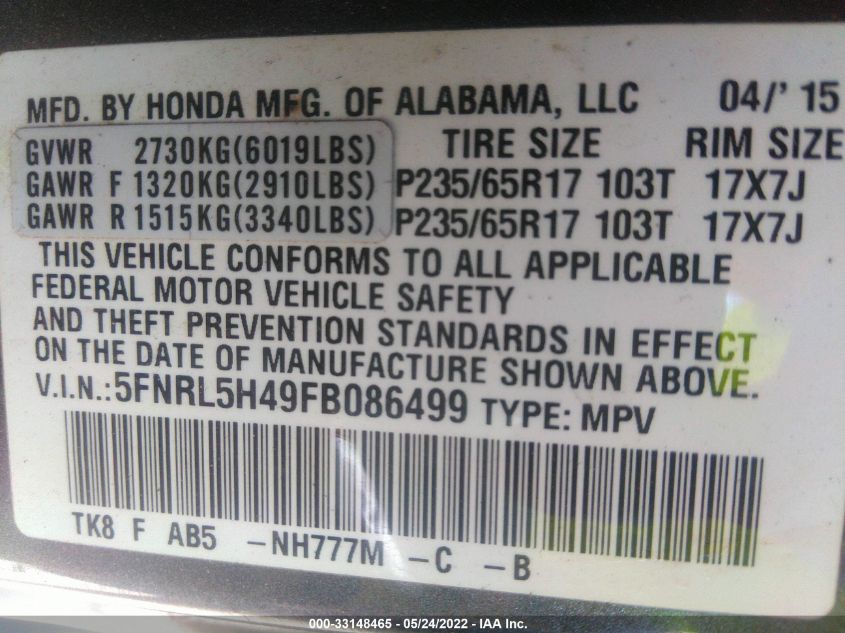 MFD. BY HONDA MFG. OF ALABAMA, LLC 04/' 15
GVWR 2730KG(6019LBS) TIRE SIZE RIM SIZE
GAWR F 1320KG(2910LBS) P235/65R17 103T 17X7J
GAWR R 1515KG(3340LBS) P235/65R17 103T 17X7J
THIS VEHICLE CONFORMS TO ALL APPLICABLE
FEDERAL MOTOR VEHICLE SAFETY
AND THEFT PREVENTION STANDARDS IN EFFECT
ON THE DATE OF MANUFACTURE SHOWN ABOVE.
V.I.N.:5FNRL5H49FB086499 TYPE: MPV
TK8 F AB5 -NH777M -C -B
000-33148465 - 05/24/2022 - IAA Inc.